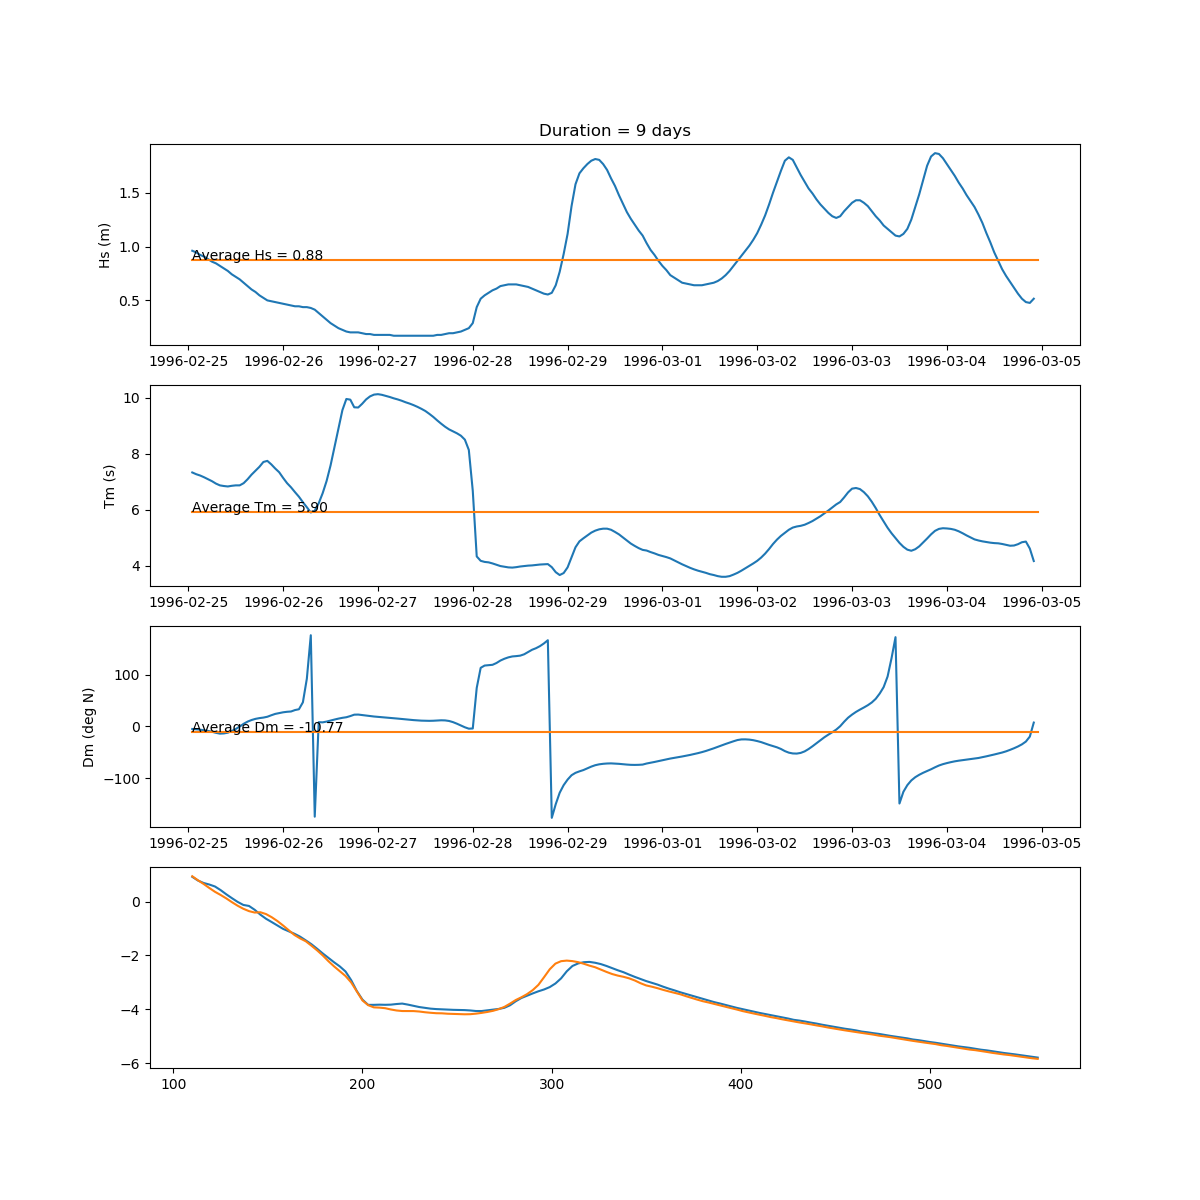 Duration = 9 days
Hs (m)
1.5
1.0
0.5
Average Hs = 0.88
1996-02-25 1996-02-26 1996-02-27 1996-02-28 1996-02-29 1996-03-01 1996-03-02 1996-03-03 1996-03-04 1996-03-05
Tm (s)
10
8
6
4
Average Tm = 5.90
1996-02-25 1996-02-26 1996-02-27 1996-02-28 1996-02-29 1996-03-01 1996-03-02 1996-03-03 1996-03-04 1996-03-05
Dm (deg N)
100
0
−100
Average Dm = -10.77
1996-02-25 1996-02-26 1996-02-27 1996-02-28 1996-02-29 1996-03-01 1996-03-02 1996-03-03 1996-03-04 1996-03-05
0
−2
−4
−6
100 200 300 400 500